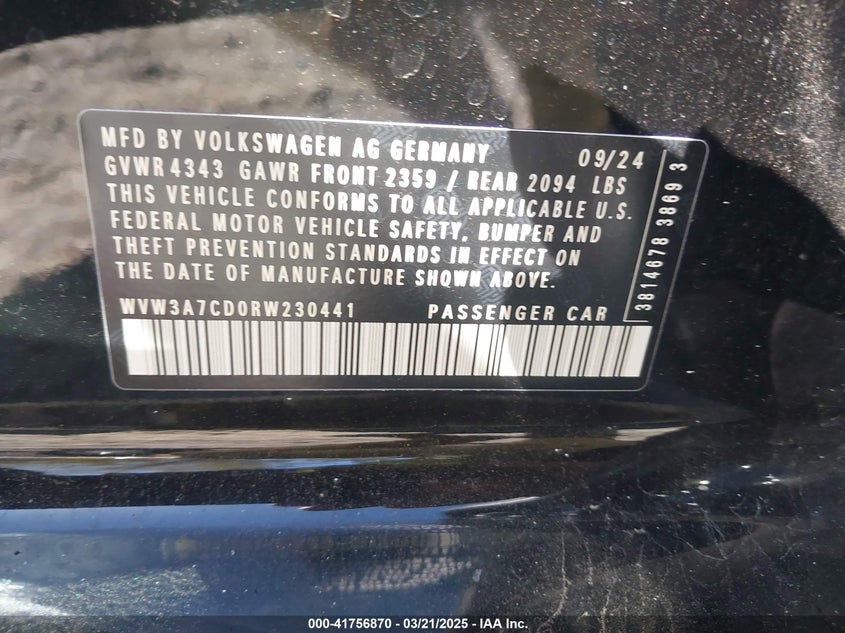 MFD BY VOLKSWAGEN AG GERMANY 09/24
GVWR 4343 GAWR FRONT 2359 / REAR 2094 LBS
THIS VEHICLE CONFORMS TO ALL APPLICABLE U.S.
FEDERAL MOTOR VEHICLE SAFETY, BUMPER AND
THEFT PREVENTION STANDARDS IN EFFECT ON
THE DATE OF MANUFACTURE SHOWN ABOVE.
WVW3A7CD0RW230441 PASSENGER CAR
3814678 3869 3
000-41756870 - 03/21/2025 - IAA Inc.